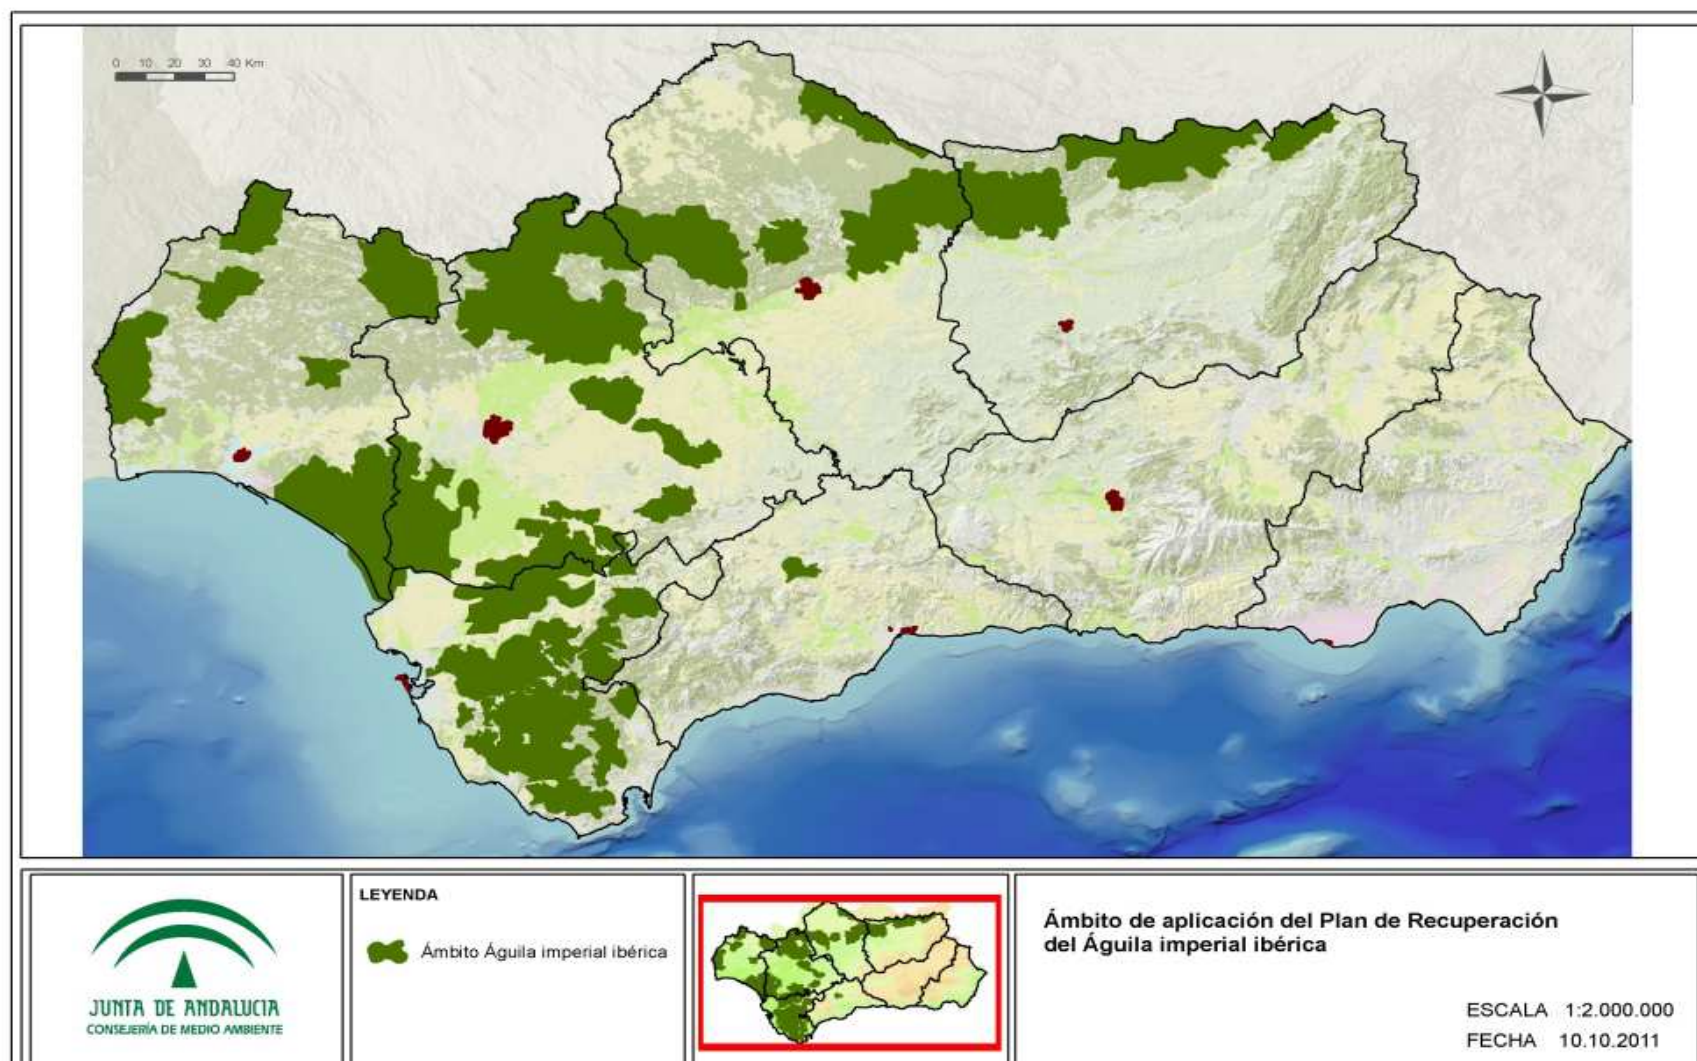 0 10 20 30 40 Km
JUNTA DE ANDALUCIA
CONSEJERÍA DE MEDIO AMBIENTE
LEYENDA
Ámbito Águila imperial ibérica
Ámbito de aplicación del Plan de Recuperación
del Águila imperial ibérica
ESCALA 1:2.000.000
FECHA 10.10.2011